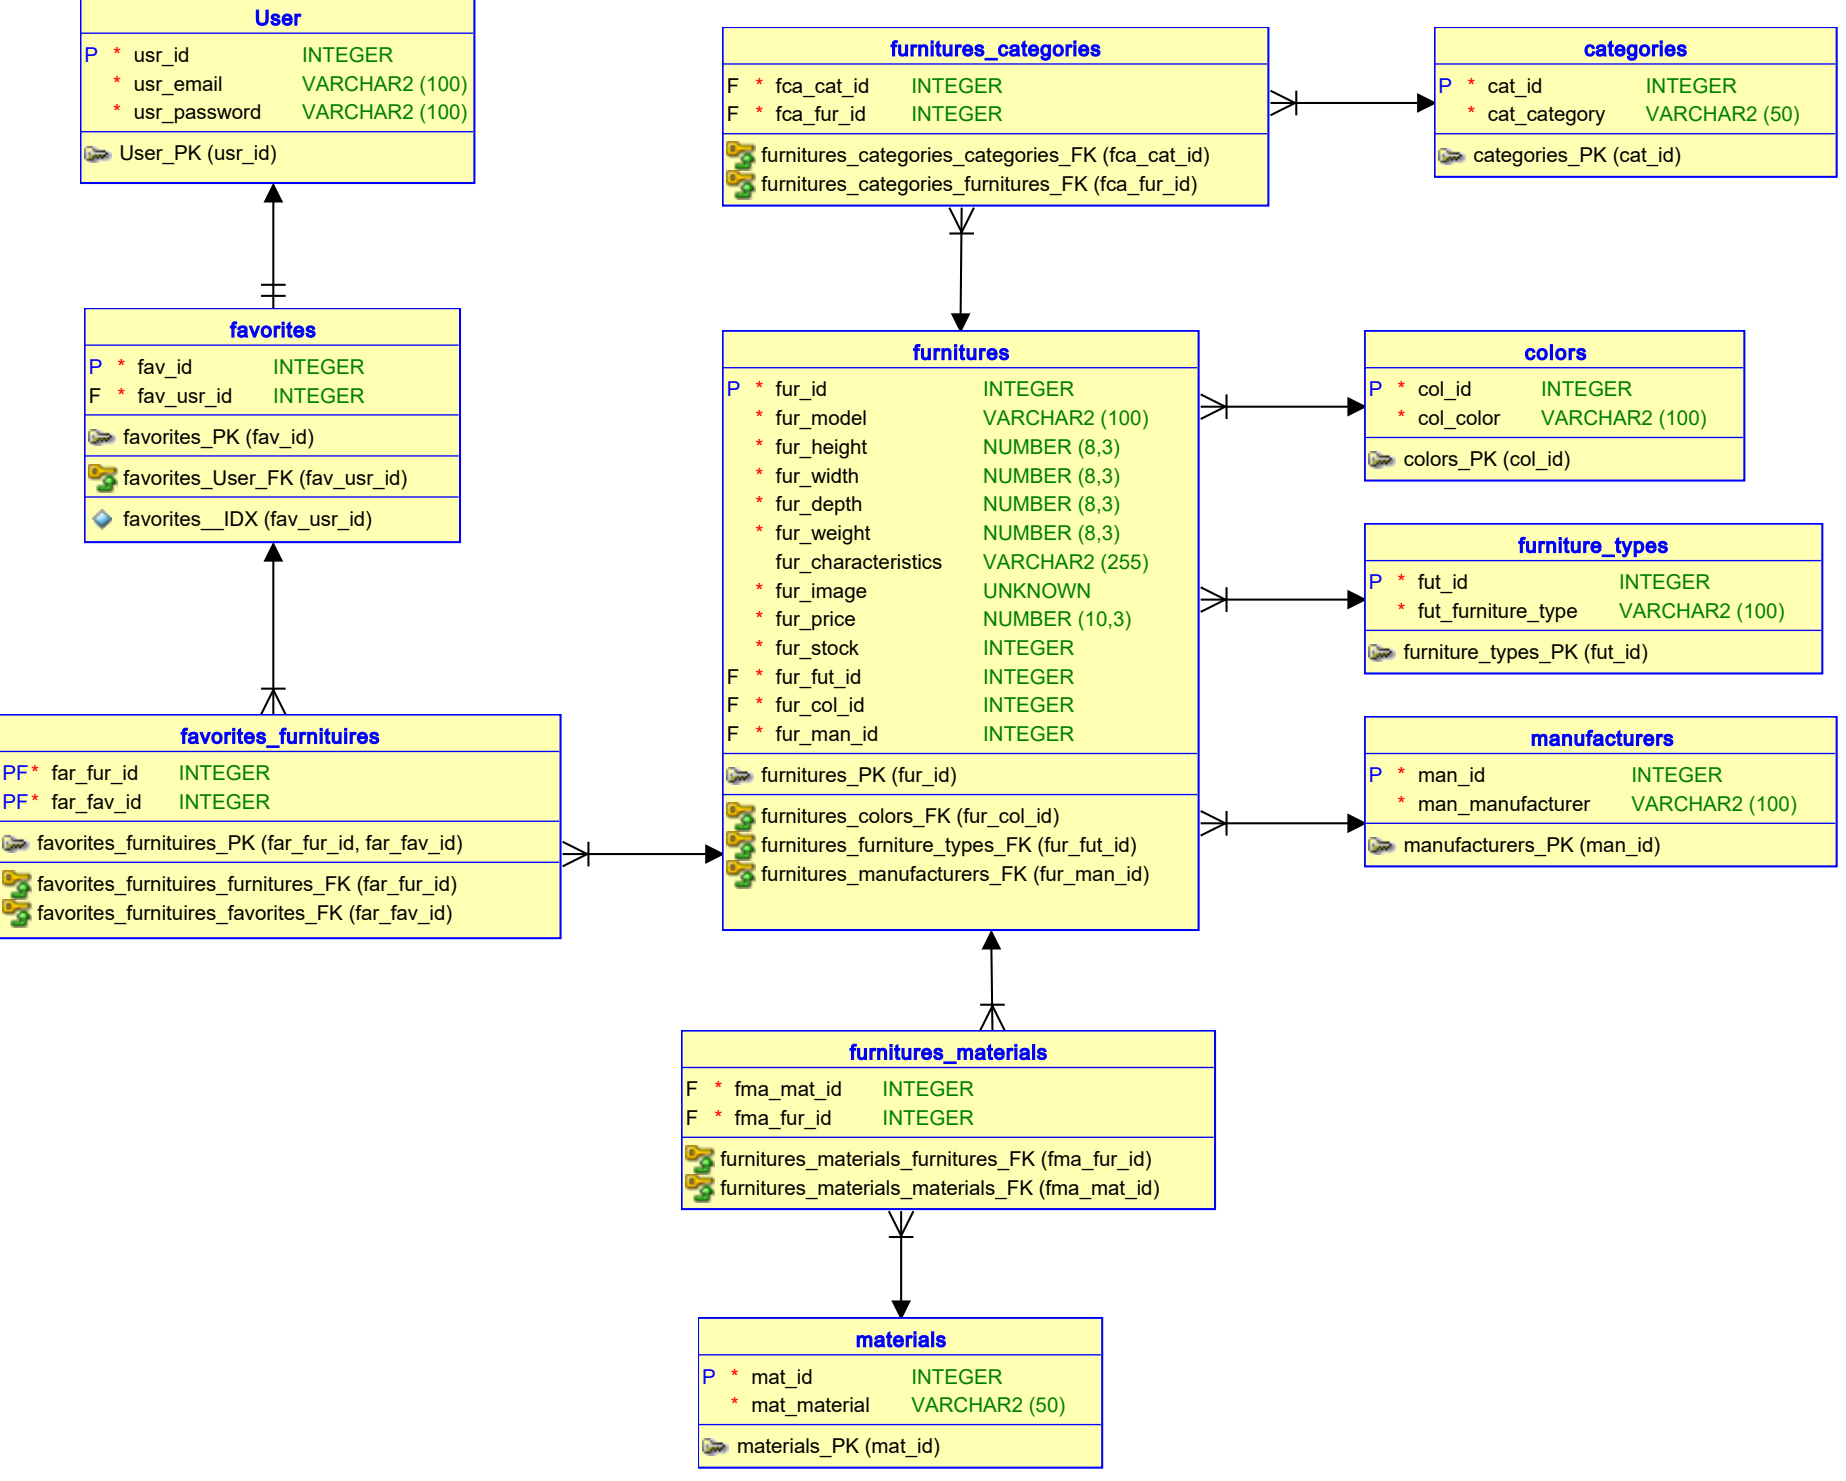 User
P * usr_id INTEGER
* usr_email VARCHAR2 (100)
* usr_password VARCHAR2 (100)
User_PK (usr_id)
favorites
P * fav_id INTEGER
F * fav_usr_id INTEGER
favorites_PK (fav_id)
favorites_User_FK (fav_usr_id)
favorites__IDX (fav_usr_id)
favorites_furnituires
PF * far_fur_id INTEGER
PF * far_fav_id INTEGER
favorites_furnituires_PK (far_fur_id, far_fav_id)
favorites_furnituires_furnitures_FK (far_fur_id)
favorites_furnituires_favorites_FK (far_fav_id)
furnitures_categories
F * fca_cat_id INTEGER
F * fca_fur_id INTEGER
furnitures_categories_categories_FK (fca_cat_id)
furnitures_categories_furnitures_FK (fca_fur_id)
categories
P * cat_id INTEGER
* cat_category VARCHAR2 (50)
categories_PK (cat_id)
furnitures
P * fur_id INTEGER
* fur_model VARCHAR2 (100)
* fur_height NUMBER (8,3)
* fur_width NUMBER (8,3)
* fur_depth NUMBER (8,3)
* fur_weight NUMBER (8,3)
fur_characteristics VARCHAR2 (255)
* fur_image UNKNOWN
* fur_price NUMBER (10,3)
* fur_stock INTEGER
F * fur_fut_id INTEGER
F * fur_col_id INTEGER
F * fur_man_id INTEGER
furnitures_PK (fur_id)
furnitures_colors_FK (fur_col_id)
furnitures_furniture_types_FK (fur_fut_id)
furnitures_manufacturers_FK (fur_man_id)
colors
P * col_id INTEGER
* col_color VARCHAR2 (100)
colors_PK (col_id)
furniture_types
P * fut_id INTEGER
* fut_furniture_type VARCHAR2 (100)
furniture_types_PK (fut_id)
manufacturers
P * man_id INTEGER
* man_manufacturer VARCHAR2 (100)
manufacturers_PK (man_id)
furnitures_materials
F * fma_mat_id INTEGER
F * fma_fur_id INTEGER
furnitures_materials_furnitures_FK (fma_fur_id)
furnitures_materials_materials_FK (fma_mat_id)
materials
P * mat_id INTEGER
* mat_material VARCHAR2 (50)
materials_PK (mat_id)